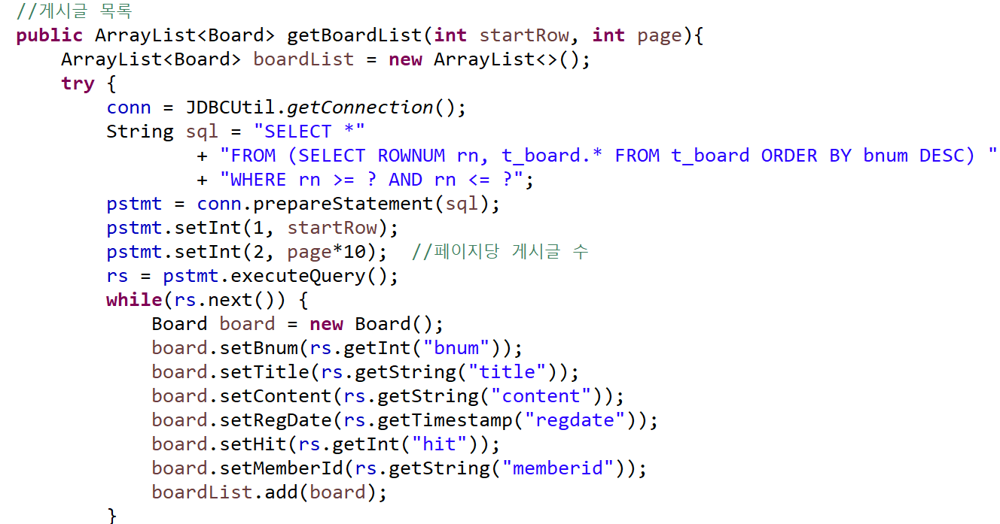 //게시글 목록
public ArrayList<Board> getBoardList(int startRow, int page){
    ArrayList<Board> boardList = new ArrayList<>();
    try {
        conn = JDBCUtil.getConnection();
        String sql = "SELECT *"
                + "FROM (SELECT ROWNUM rn, t_board.* FROM t_board ORDER BY bnum DESC) "
                + "WHERE rn >= ? AND rn <= ?";
        pstmt = conn.prepareStatement(sql);
        pstmt.setInt(1, startRow);
        pstmt.setInt(2, page*10);  //페이지당 게시글 수
        rs = pstmt.executeQuery();
        while(rs.next()) {
            Board board = new Board();
            board.setBnum(rs.getInt("bnum"));
            board.setTitle(rs.getString("title"));
            board.setContent(rs.getString("content"));
            board.setRegDate(rs.getTimestamp("regdate"));
            board.setHit(rs.getInt("hit"));
            board.setMemberId(rs.getString("memberid"));
            boardList.add(board);
        }